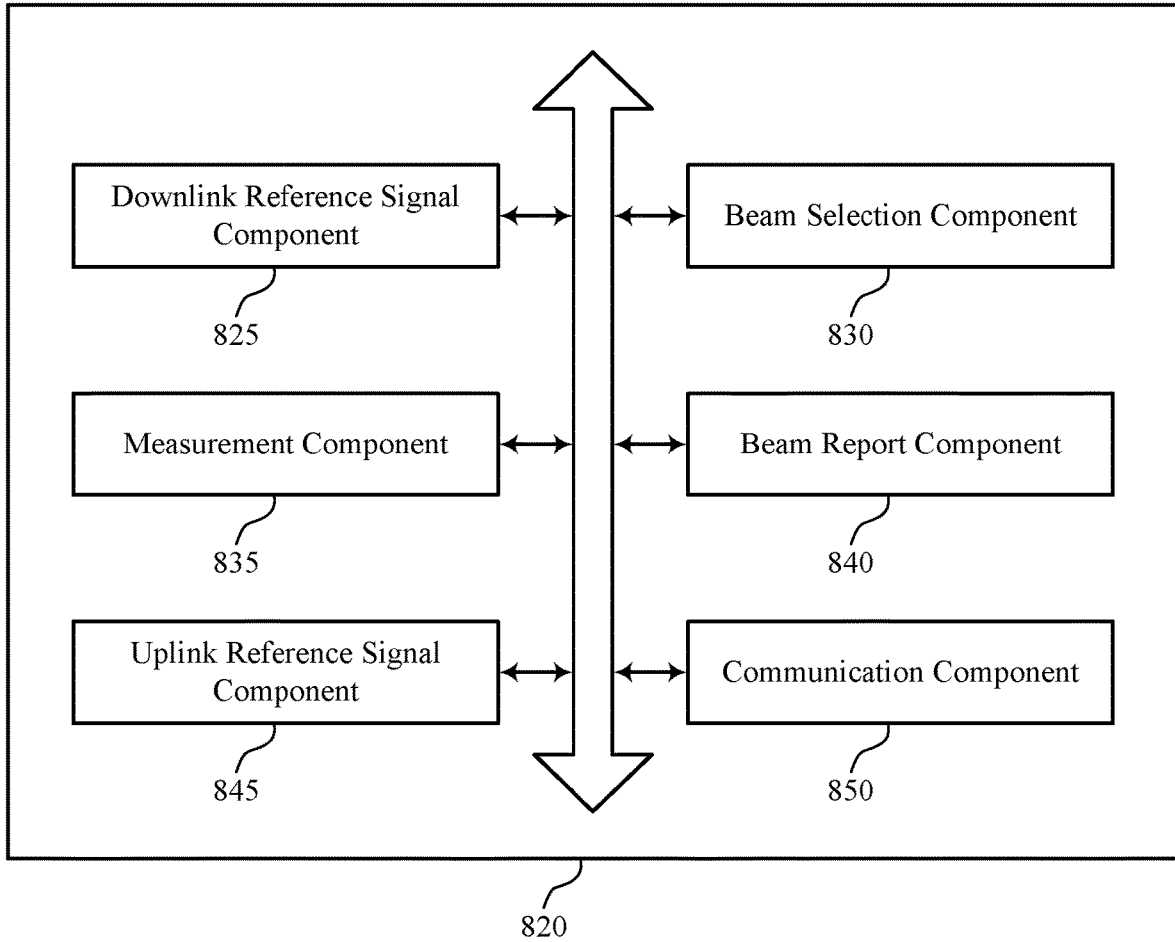 Downlink Reference Signal
Component
825
Beam Selection Component
830
Measurement Component
835
Beam Report Component
840
Uplink Reference Signal
Component
845
Communication Component
850
820